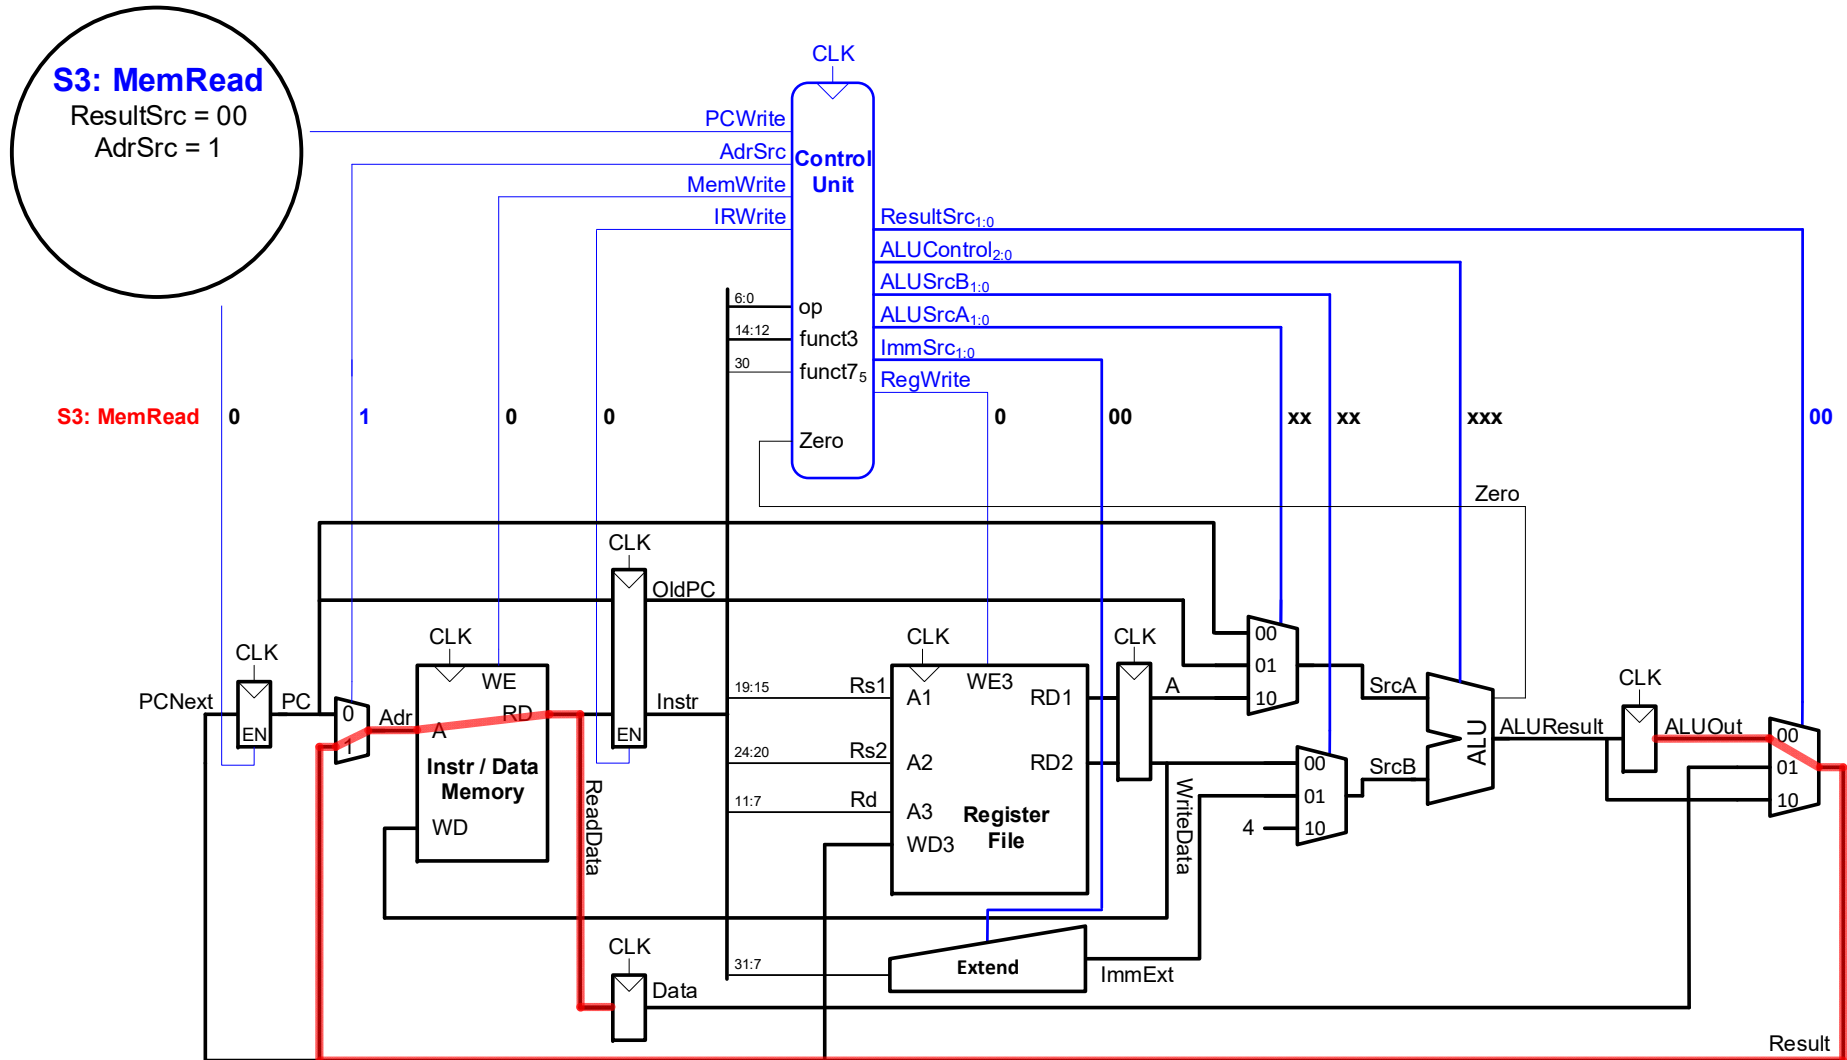 S3: MemRead
ResultSrc = 00
AdrSrc = 1
CLK
PCWrite
AdrSrc
MemWrite
IRWrite
Control
Unit
ResultSrc1:0
ALUControl2:0
ALUSrcB1:0
ALUSrcA1:0
ImmSrc1:0
RegWrite
6:0
op
14:12
funct3
30
funct75
Zero
S3: MemRead
0
1
0
0
0
00
xx
xx
xxx
00
Zero
CLK
OldPC
CLK
CLK
CLK
CLK
CLK
PCNext
EN
PC
0
1
Adr
WE
A
RD
Instr / Data
Memory
WD
EN
Instr
ReadData
19:15
Rs1
24:20
Rs2
11:7
Rd
A1
WE3
RD1
A2
RD2
A3
WD3
Register
File
A
WriteData
00
01
10
SrcA
00
01
4
10
SrcB
ALU
ALUResult
ALUOut
00
01
10
CLK
Data
31:7
Extend
ImmExt
Result